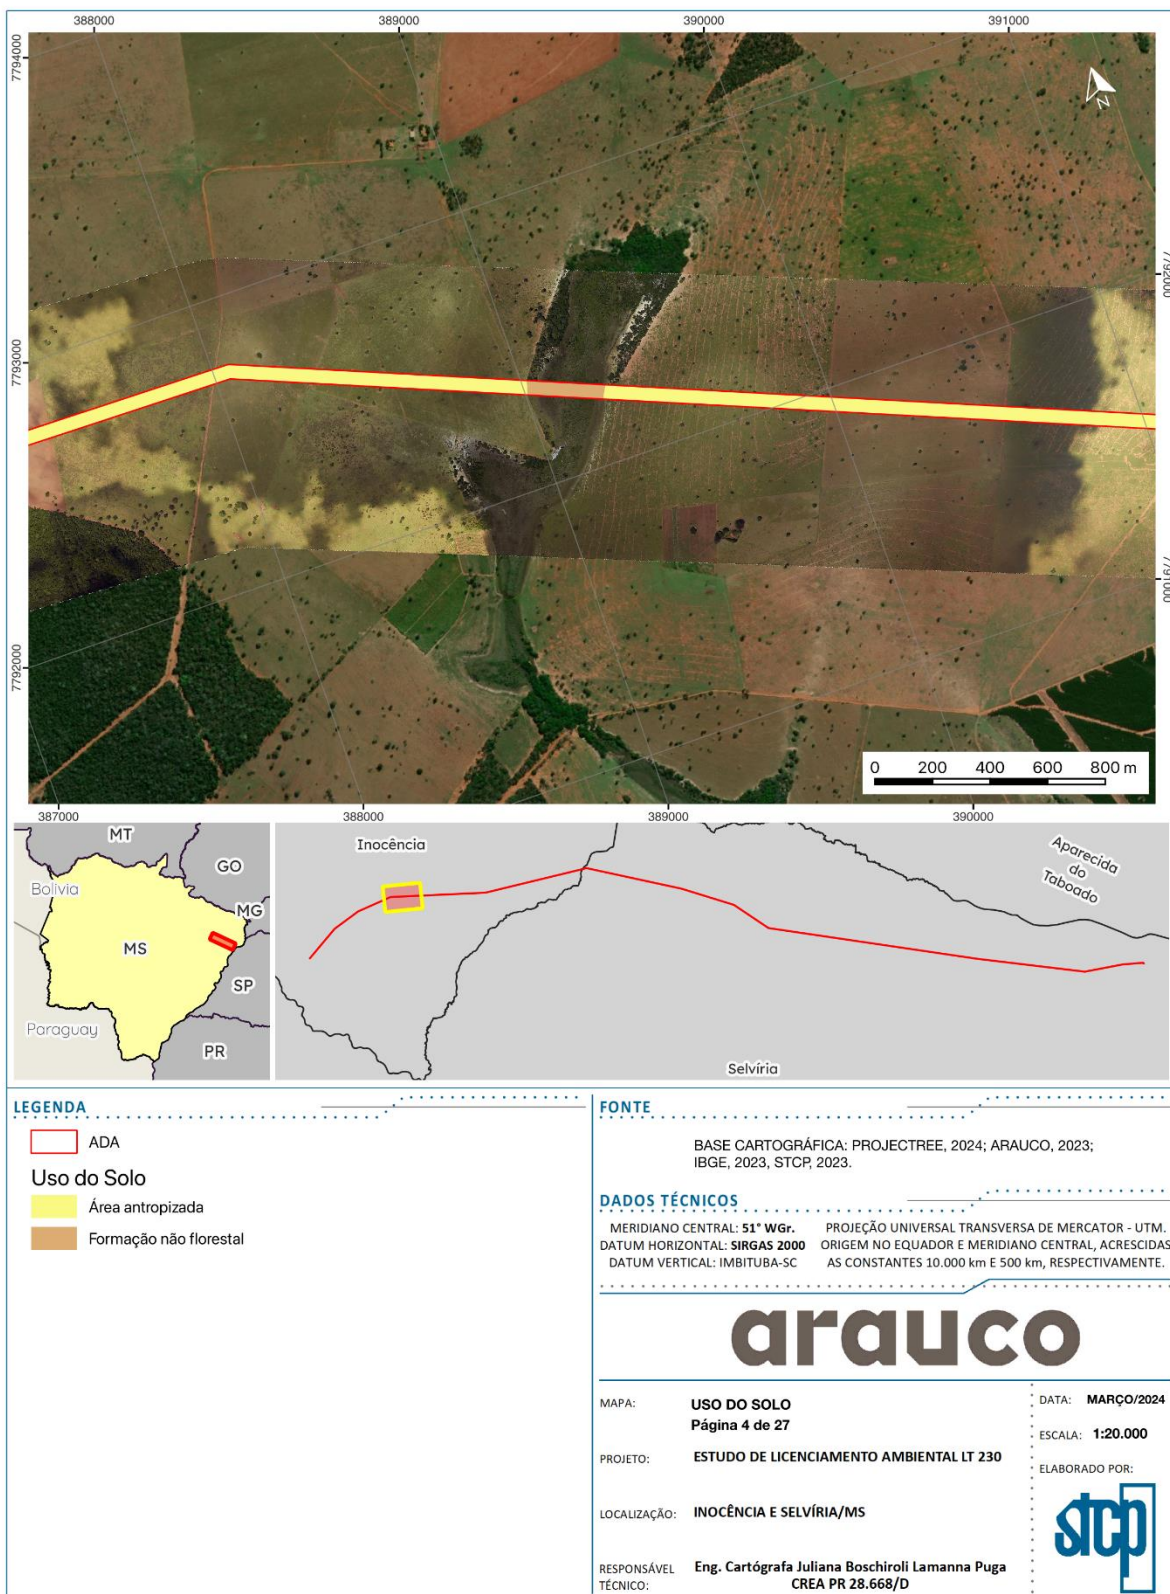 388000
389000
390000
391000
7794000
7793000
7792000
7792000
7791000
N
0 200 400 600 800 m
387000
388000
389000
390000
MT
GO
Bolivia
MG
MS
SP
Paraguay
PR
Inocência
Aparecida
do
Taboado
Selvíria
LEGENDA
ADA
Uso do Solo
Área antropizada
Formação não florestal
FONTE
BASE CARTOGRÁFICA: PROJECTREE, 2024; ARAUCO, 2023;
IBGE, 2023, STCP, 2023.
DADOS TÉCNICOS
MERIDIANO CENTRAL: 51° WGr.
DATUM HORIZONTAL: SIRGAS 2000
DATUM VERTICAL: IMBITUBA-SC
PROJEÇÃO UNIVERSAL TRANSVERSA DE MERCATOR - UTM.
ORIGEM NO EQUADOR E MERIDIANO CENTRAL, ACRESCIDAS
AS CONSTANTES 10.000 km E 500 km, RESPECTIVAMENTE.
arauco
MAPA: USO DO SOLO
Página 4 de 27
PROJETO: ESTUDO DE LICENCIAMENTO AMBIENTAL LT 230
LOCALIZAÇÃO: INOCÊNCIA E SELVÍRIA/MS
RESPONSÁVEL
TÉCNICO:
Eng. Cartógrafa Juliana Boschiroli Lamanna Puga
CREA PR 28.668/D
DATA: MARÇO/2024
ESCALA: 1:20.000
ELABORADO POR:
stcp